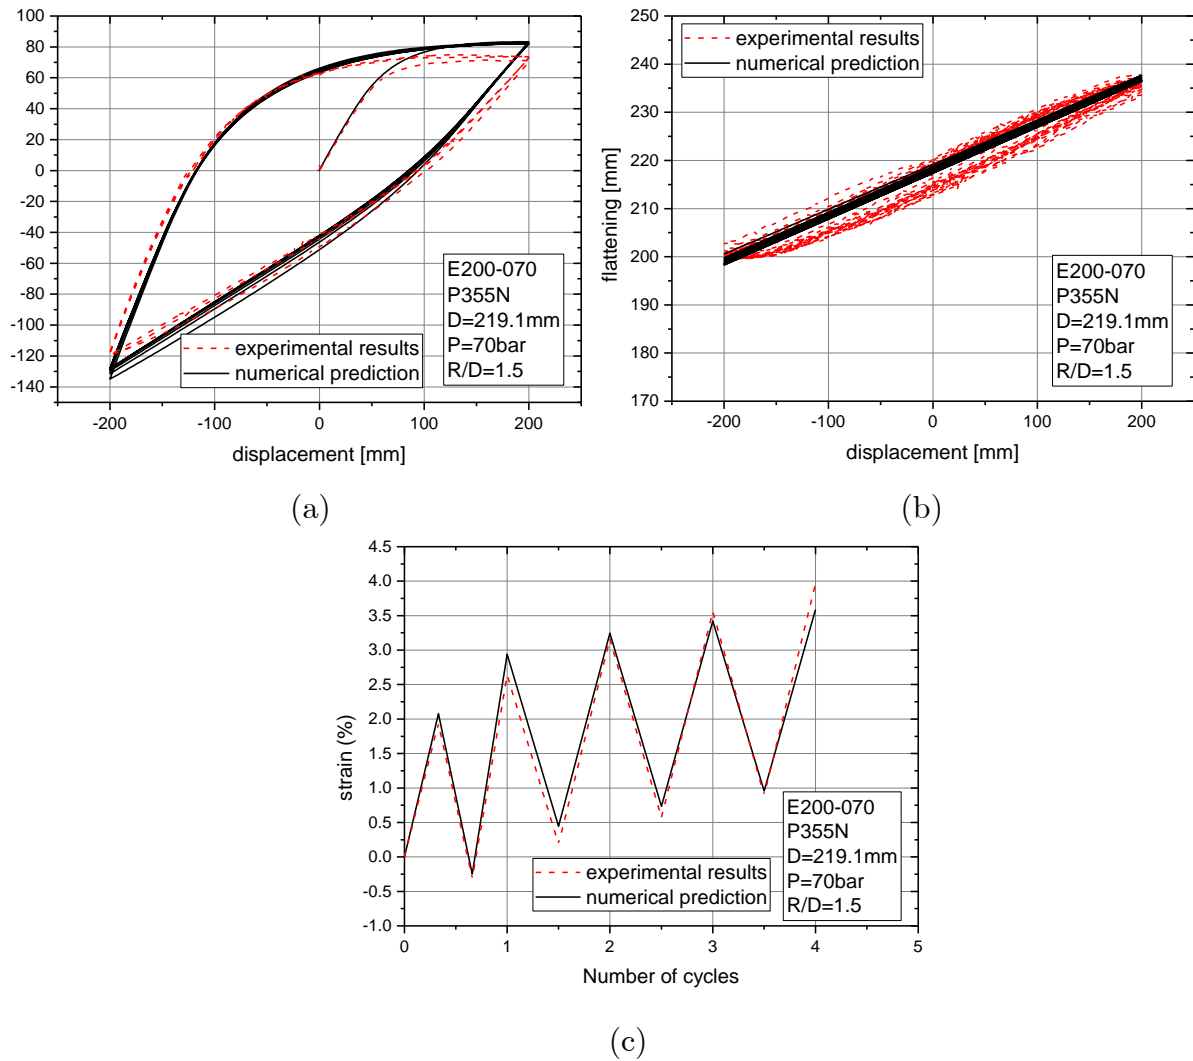 100
80
60
40
20
0
-20
-40
-60
-80
-100
-120
-140
-200
-100
0
100
200
displacement [mm]
experimental results
numerical prediction
E200-070
P355N
D=219.1mm
P=70bar
R/D=1.5
(a)
250
240
230
220
210
200
190
180
170
flattening [mm]
-200
-100
0
100
200
displacement [mm]
experimental results
numerical prediction
E200-070
P355N
D=219.1mm
P=70bar
R/D=1.5
(b)
4.5
4.0
3.5
3.0
2.5
2.0
1.5
1.0
0.5
0.0
-0.5
-1.0
strain (%)
0
1
2
3
4
5
Number of cycles
experimental results
numerical prediction
E200-070
P355N
D=219.1mm
P=70bar
R/D=1.5
(c)